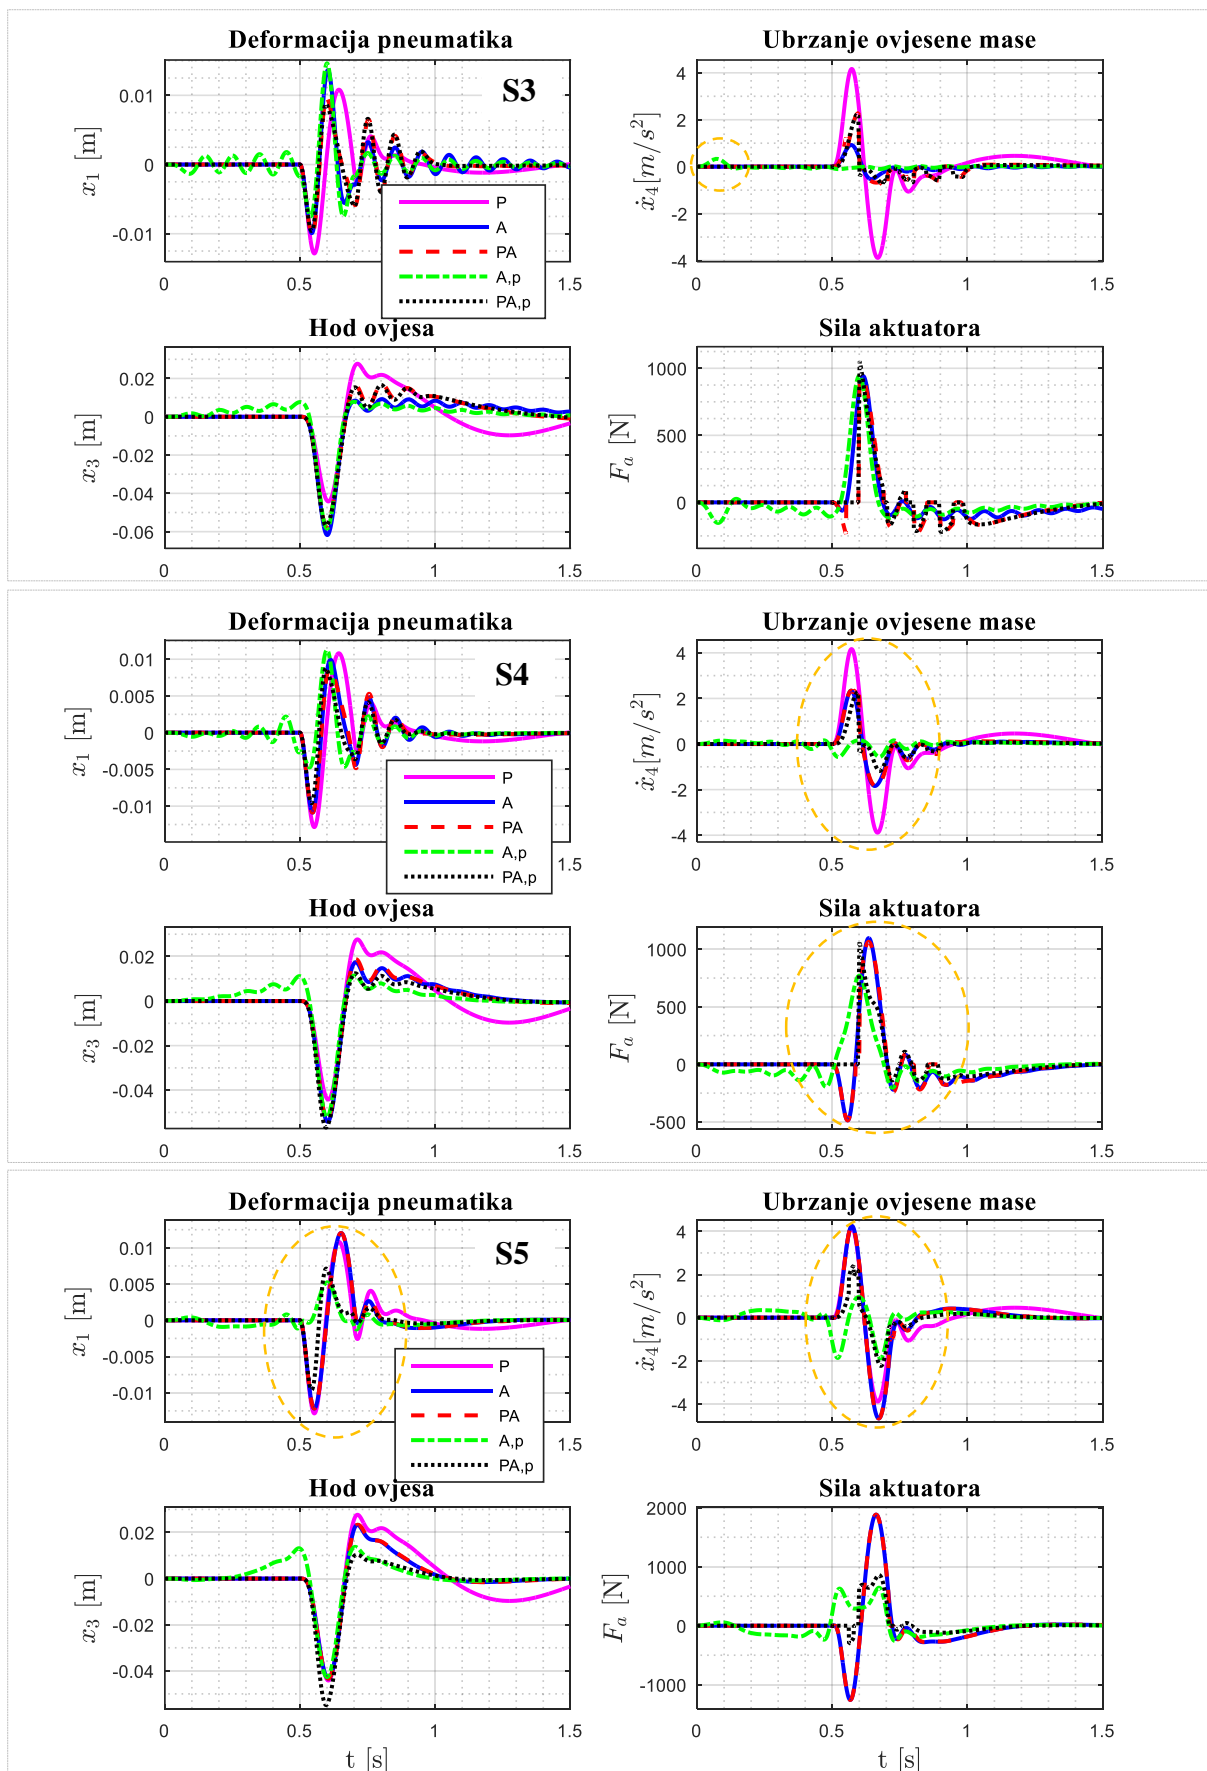 Deformacija pneumatika
S3
x₁ [m]
0.01
0
-0.01
0
0.5
1
1.5
P
A
PA
A,p
PA,p
Ubrzanje ovjesene mase
ẋ₄[m/s²]
4
2
0
-2
-4
0
0.5
1
1.5
Hod ovjesa
x₃ [m]
0.02
0
-0.02
-0.04
-0.06
0
0.5
1
1.5
Sila aktuatora
Fₐ [N]
1000
500
0
0
0.5
1
1.5
Deformacija pneumatika
S4
x₁ [m]
0.01
0.005
0
-0.005
-0.01
0
0.5
1
1.5
P
A
PA
A,p
PA,p
Ubrzanje ovjesene mase
ẋ₄[m/s²]
4
2
0
-2
-4
0
0.5
1
1.5
Hod ovjesa
x₃ [m]
0.02
0
-0.02
-0.04
0
0.5
1
1.5
Sila aktuatora
Fₐ [N]
1000
500
0
-500
0
0.5
1
1.5
Deformacija pneumatika
S5
x₁ [m]
0.01
0.005
0
-0.005
-0.01
0
0.5
1
1.5
P
A
PA
A,p
PA,p
Ubrzanje ovjesene mase
ẋ₄[m/s²]
4
2
0
-2
-4
0
0.5
1
1.5
Hod ovjesa
x₃ [m]
0.02
0
-0.02
-0.04
0
0.5
1
1.5
t [s]
Sila aktuatora
Fₐ [N]
2000
1000
0
-1000
0
0.5
1
1.5
t [s]